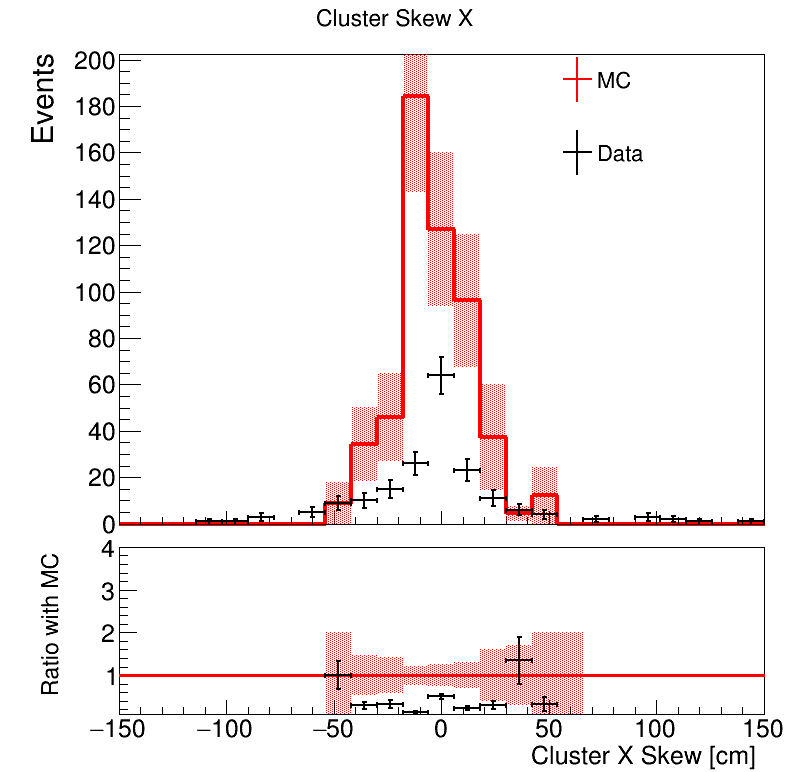 Cluster Skew X
Events
200
180
160
140
120
100
80
60
40
20
0
MC
Data
Ratio with MC
4
3
2
1
−150 −100 −50 0 50 100 150
Cluster X Skew [cm]